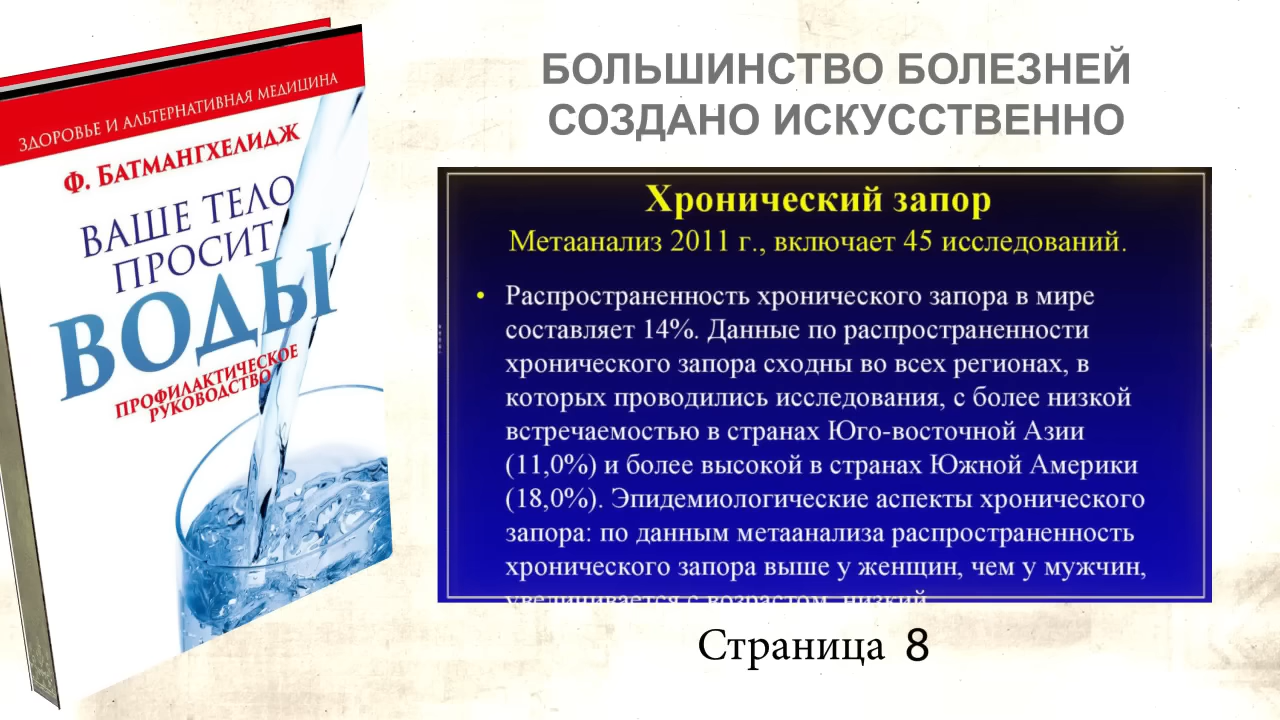 ЗДОРОВЬЕ И АЛЬТЕРНАТИВНАЯ МЕДИЦИНА
Ф. БАТМАНГХЕЛИДЖ
ВАШЕ ТЕЛО
ПРОСИТ
ВОДЫ
ПРОФИЛАКТИЧЕСКОЕ
РУКОВОДСТВО
БОЛЬШИНСТВО БОЛЕЗНЕЙ
СОЗДАНО ИСКУССТВЕННО
Хронический запор
Метаанализ 2011 г., включает 45 исследований.
• Распространенность хронического запора в мире
составляет 14%. Данные по распространенности
хронического запора сходны во всех регионах, в
которых проводились исследования, с более низкой
встречаемостью в странах Юго-восточной Азии
(11,0%) и более высокой в странах Южной Америки
(18,0%). Эпидемиологические аспекты хронического
запора: по данным метаанализа распространенность
хронического запора выше у женщин, чем у мужчин,
увеличивается с возрастом, низкий
Страница 8